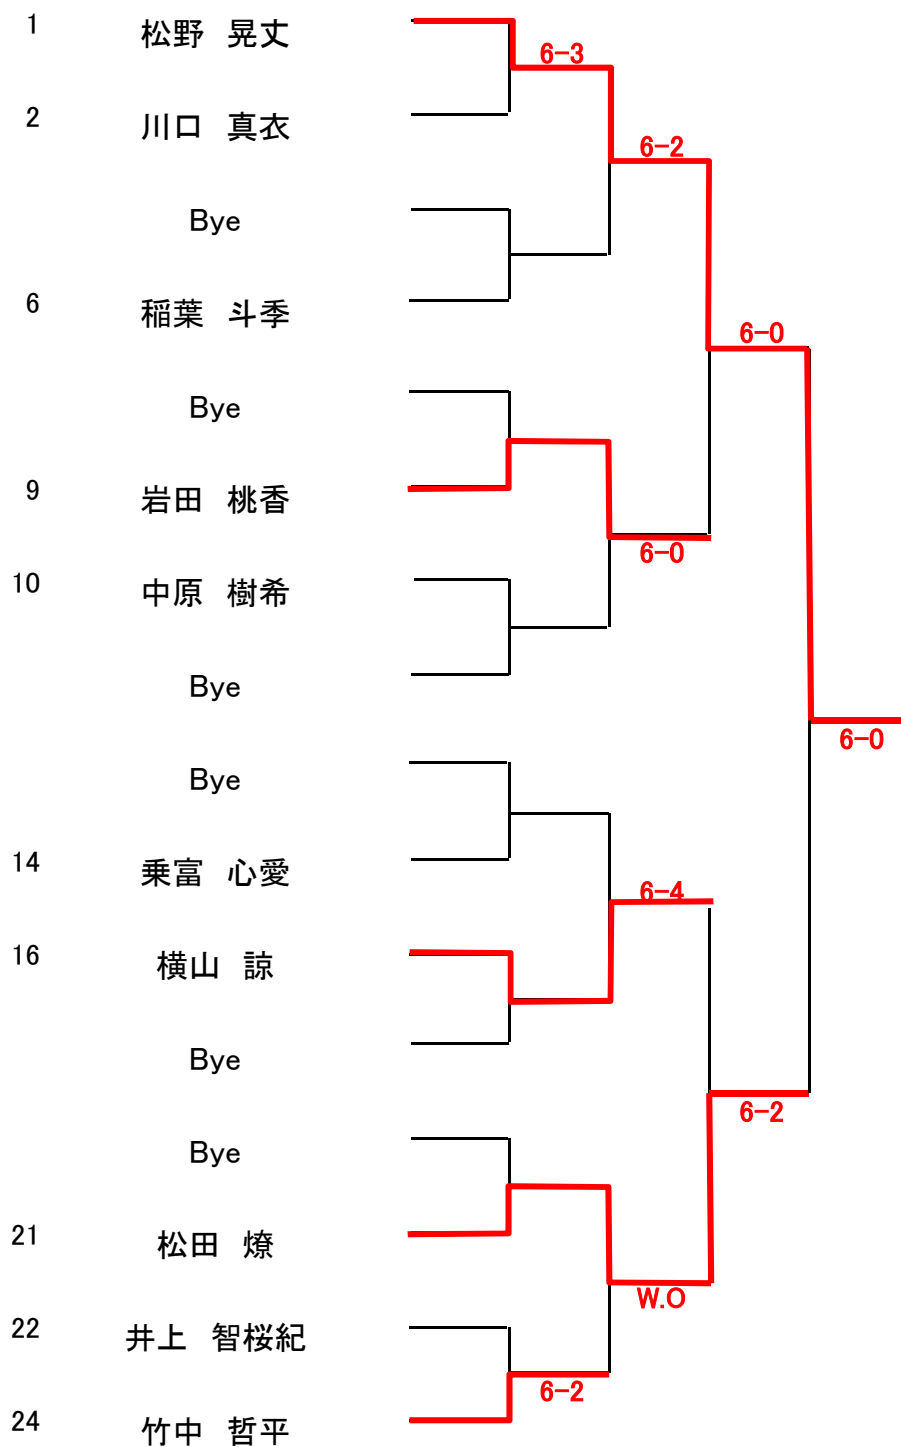 1 松野 晃丈
6-3
2 川口 真衣
6-2
Bye
6 稲葉 斗季
6-0
Bye
9 岩田 桃香
6-0
10 中原 樹希
Bye
6-0
Bye
14 乗富 心愛
6-4
16 横山 諒
Bye
6-2
Bye
21 松田 燎
W.O
22 井上 智桜紀
6-2
24 竹中 哲平